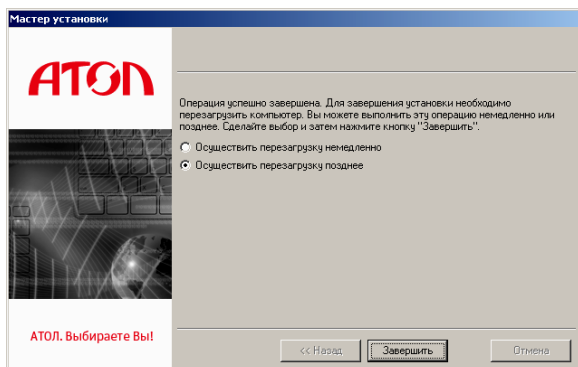 Мастер установки
АТОЛ
Операция успешно завершена. Для завершения установки необходимо
перезагрузить компьютер. Вы можете выполнить эту операцию немедленно или
позднее. Сделайте выбор и затем нажмите кнопку "Завершить".
Осуществить перезагрузку немедленно
Осуществить перезагрузку позднее
АТОЛ. Выбираете Вы!
<< Назад
Завершить
Отмена